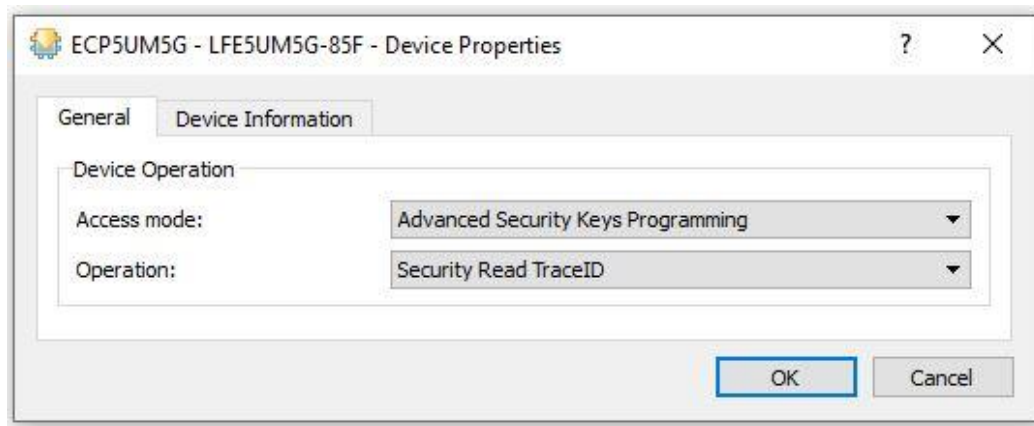 ECP5UM5G - LFE5UM5G-85F - Device Properties ?
General Device Information
Device Operation
Access mode: Advanced Security Keys Programming
Operation: Security Read TraceID
OK Cancel